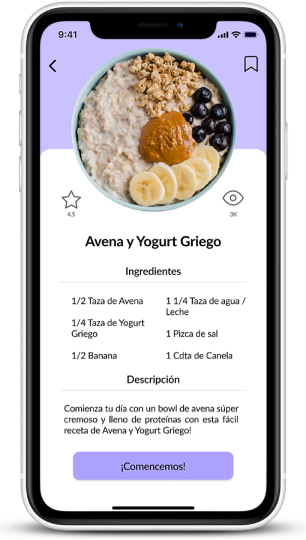 9:41
4,5
3K
Avena y Yogurt Griego
Ingredientes
1/2 Taza de Avena
1/4 Taza de Yogurt
Griego
1/2 Banana
1 1/4 Taza de agua /
Leche
1 Pizca de sal
1 Cdta de Canela
Descripción
Comienza tu día con un bowl de avena súper
cremoso y lleno de proteínas con esta fácil
receta de Avena y Yogurt Griego!
¡Comencemos!